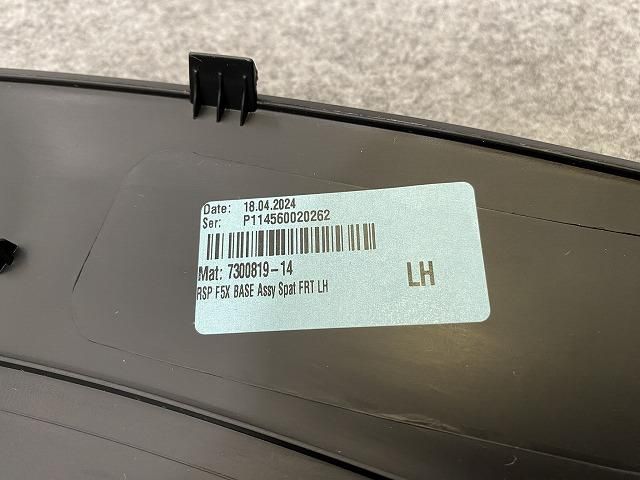 Date: 18.04.2024
Ser: P114560020262
Mat: 7300819-14
LH
RSP F5X BASE Assy Spat FRT LH